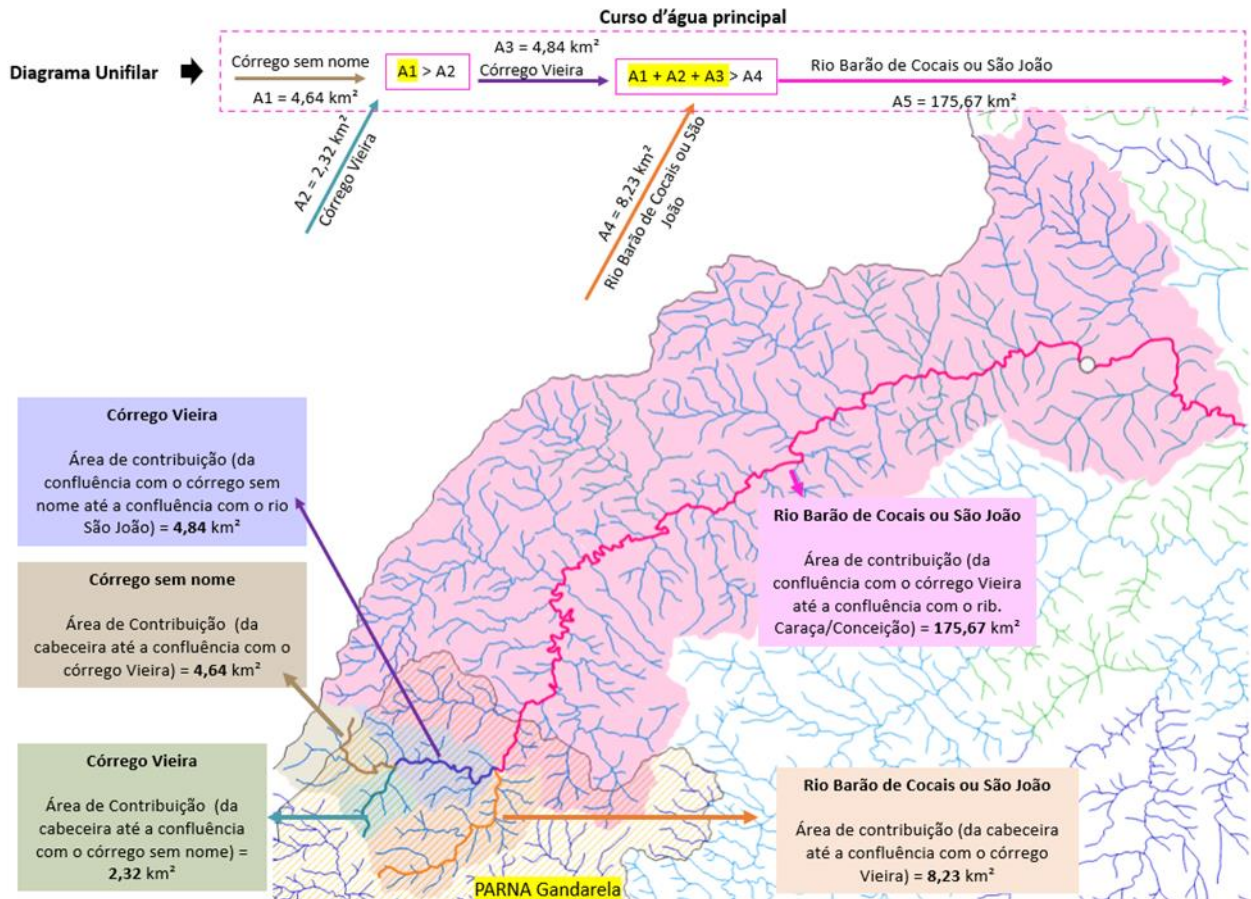 Curso d'água principal
Diagrama Unifilar
Córrego sem nome
A1 = 4,64 km²
A1 > A2
A3 = 4,84 km²
Córrego Vieira
A1 + A2 + A3 > A4
Rio Barão de Cocais ou São João
A5 = 175,67 km²
A2 = 2,32 km²
Córrego Vieira
A4 = 8,23 km²
Rio Barão de Cocais ou São
João
Córrego Vieira
Área de contribuição (da
confluência com o córrego sem
nome até a confluência com o rio
São João) = 4,84 km²
Córrego sem nome
Área de Contribuição (da
cabeceira até a confluência com o
córrego Vieira) = 4,64 km²
Córrego Vieira
Área de Contribuição (da
cabeceira até a confluência
com o córrego sem nome) =
2,32 km²
Rio Barão de Cocais ou São João
Área de contribuição (da
confluência com o córrego Vieira
até a confluência com o rib.
Caraça/Conceição) = 175,67 km²
Rio Barão de Cocais ou São João
Área de contribuição (da cabeceira
até a confluência com o córrego
Vieira) = 8,23 km²
PARNA Gandarela